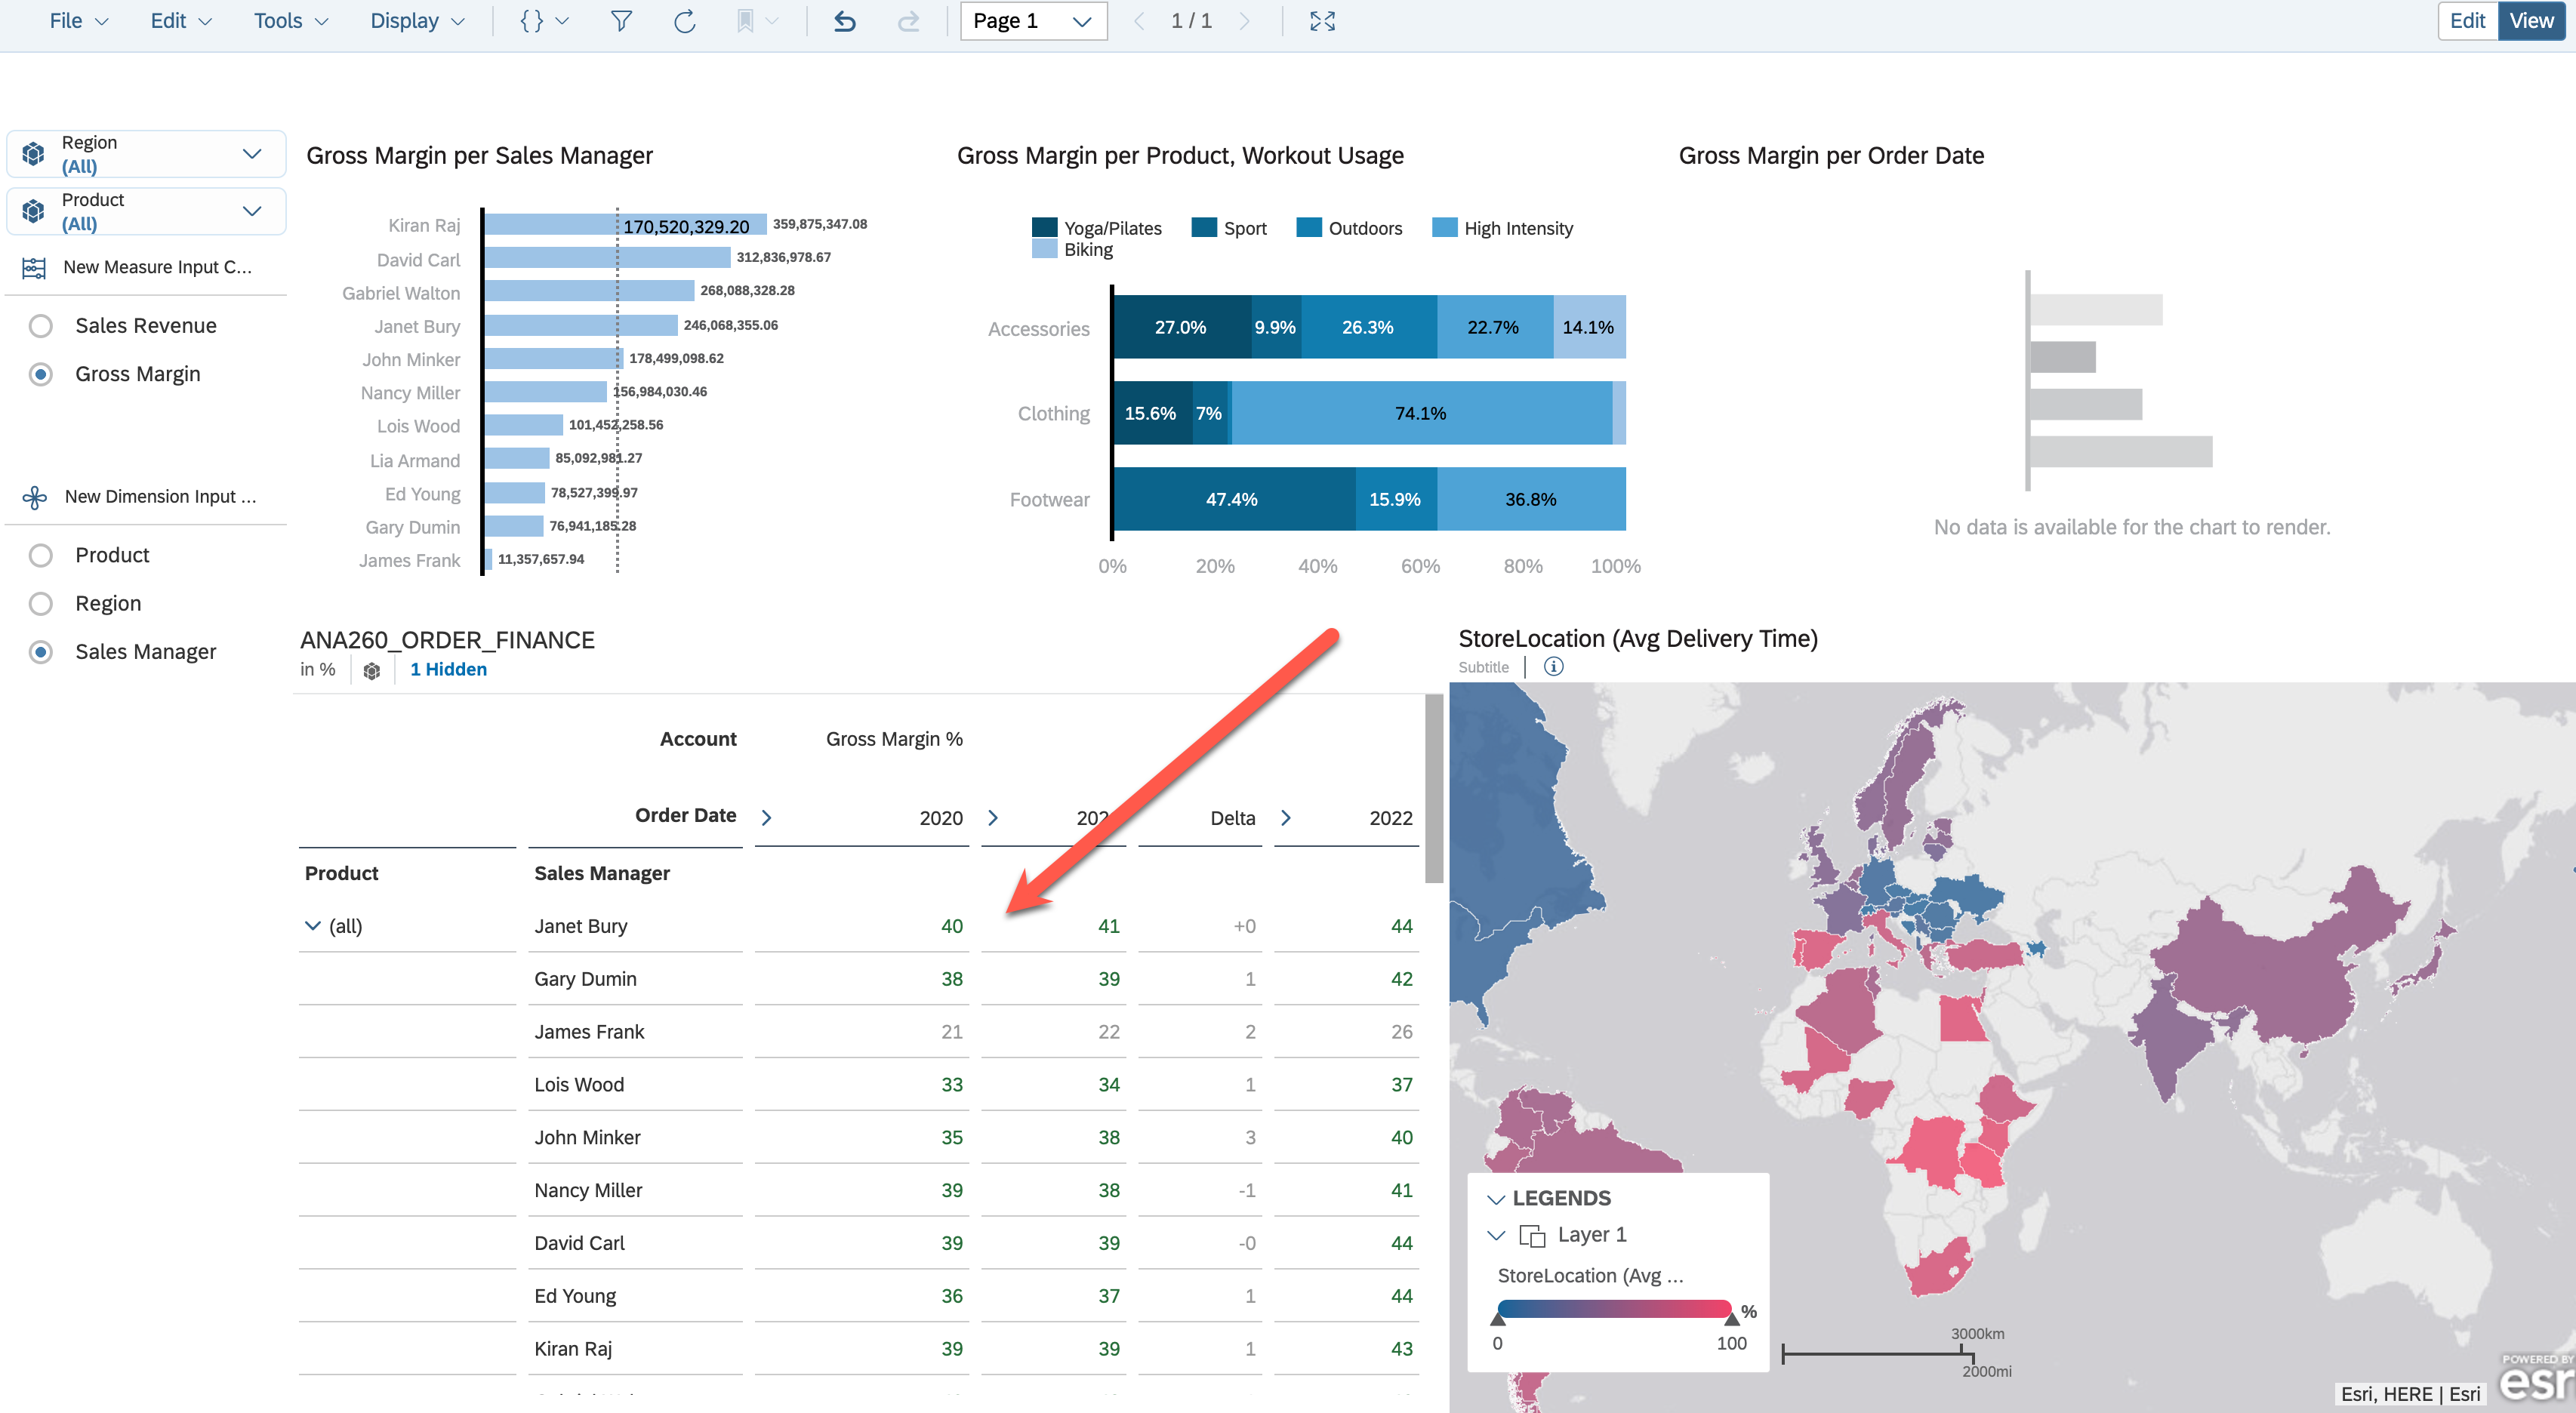 File Edit Tools Display {} Page 1 1 / 1 Edit View
Region
(All)
Product
(All)
New Measure Input C...
Sales Revenue
Gross Margin
New Dimension Input ...
Product
Region
Sales Manager
Gross Margin per Sales Manager
Kiran Raj 170,520,329.20 359,875,347.08
David Carl 312,836,978.67
Gabriel Walton 268,088,328.28
Janet Bury 246,068,355.06
John Minker 178,499,098.62
Nancy Miller 156,984,030.46
Lois Wood 101,452,258.56
Lia Armand 85,092,981.27
Ed Young 78,527,399.97
Gary Dumin 76,941,185.28
James Frank 11,357,657.94
Gross Margin per Product, Workout Usage
Yoga/Pilates Sport Outdoors High Intensity
Biking
Accessories 27.0% 9.9% 26.3% 22.7% 14.1%
Clothing 15.6% 7% 74.1%
Footwear 47.4% 15.9% 36.8%
0% 20% 40% 60% 80% 100%
Gross Margin per Order Date
No data is available for the chart to render.
ANA260_ORDER_FINANCE
in % 1 Hidden
Account Gross Margin %
Order Date 2020 Delta 2022
Product Sales Manager
(all) Janet Bury 40 41 +0 44
Gary Dumin 38 39 1 42
James Frank 21 22 2 26
Lois Wood 33 34 1 37
John Minker 35 38 3 40
Nancy Miller 39 38 -1 41
David Carl 39 39 -0 44
Ed Young 36 37 1 44
Kiran Raj 39 39 1 43
StoreLocation (Avg Delivery Time)
Subtitle
LEGENDS
Layer 1
StoreLocation (Avg ...
%
0 100
3000km
2000mi
POWERED BY
esri
Esri, HERE | Esri